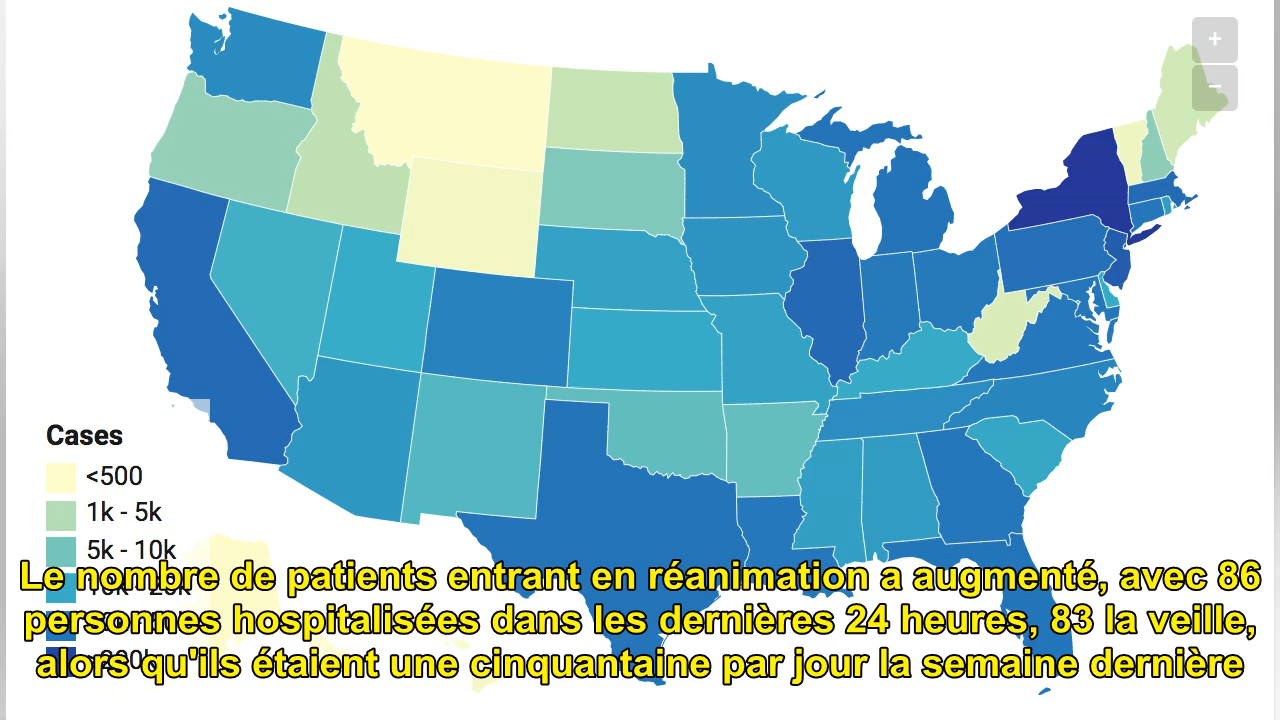 +
−
Cases
<500
1k - 5k
5k - 10k
Le nombre de patients entrant en réanimation a augmenté, avec 86
personnes hospitalisées dans les dernières 24 heures, 83 la veille,
alors qu'ils étaient une cinquantaine par jour la semaine dernière